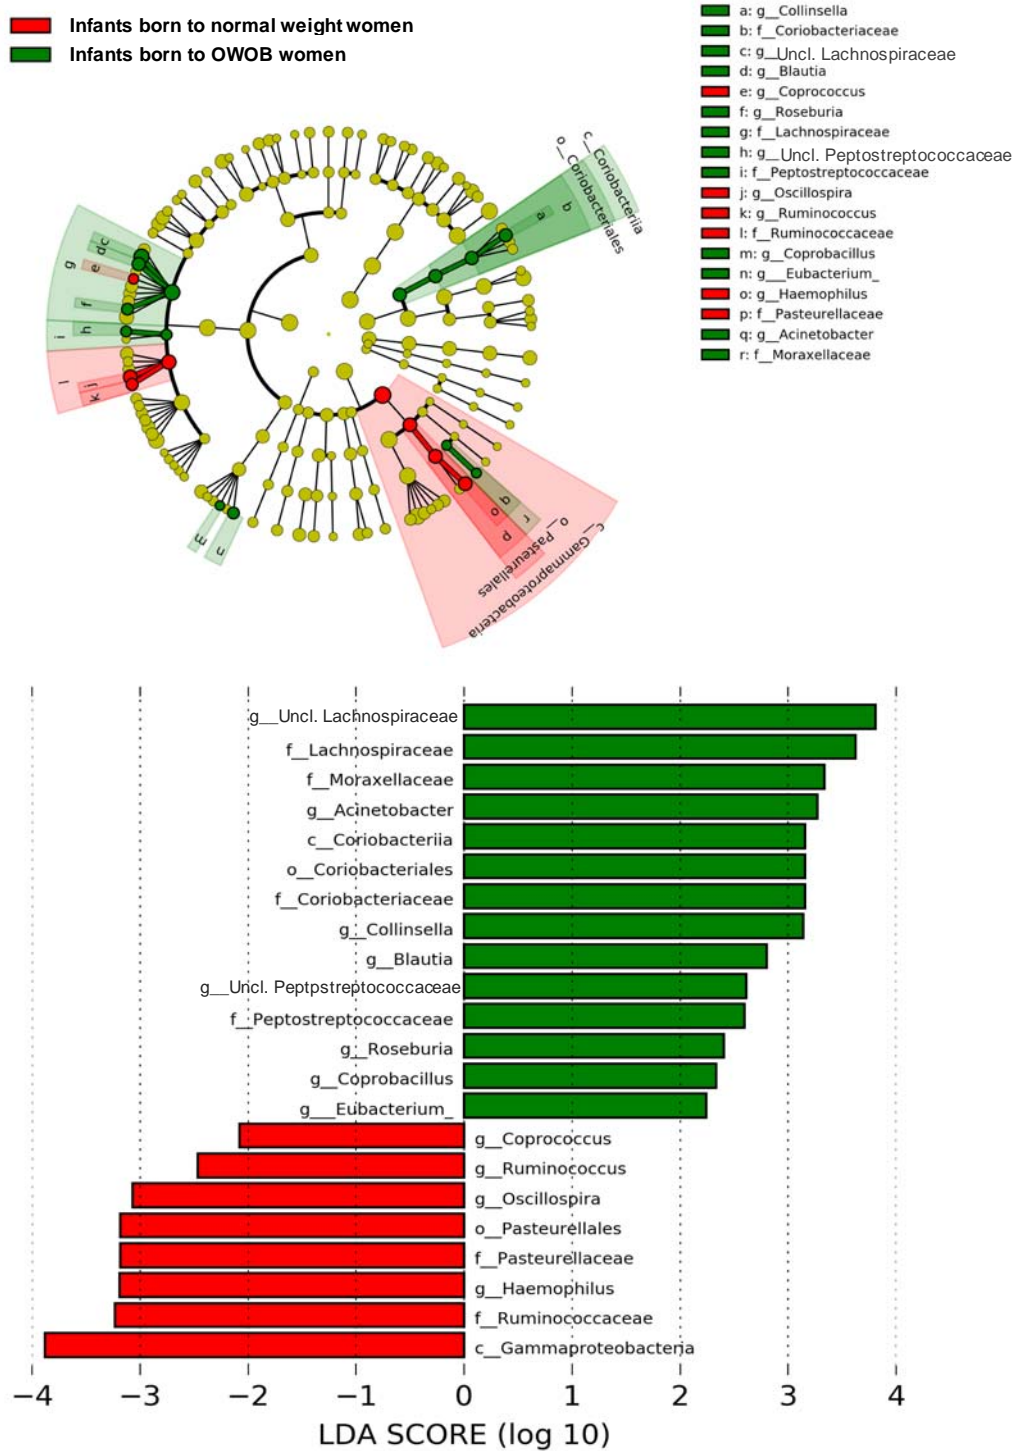 Infants born to normal weight women
Infants born to OWOB women
a: g__Collinsella
b: f__Coriobacteriaceae
c: g__Uncl. Lachnospiraceae
d: g__Blautia
e: g__Coprococcus
f: g__Roseburia
g: f__Lachnospiraceae
h: g__Uncl. Peptostreptococcaceae
i: f__Peptostreptococcaceae
j: g__Oscillospira
k: g__Ruminococcus
l: f__Ruminococcaceae
m: g__Coprobacillus
n: g___Eubacterium_
o: g__Haemophilus
p: f__Pasteurellaceae
q: g__Acinetobacter
r: f__Moraxellaceae
c__Coriobacteriia
o__Coriobacteriales
b
a
c
d
g
e
f
h
i
l
j
k
m
n
q
o
r
p
o__Pasteurellales
c__Gammaproteobacteria
g__Uncl. Lachnospiraceae
f__Lachnospiraceae
f__Moraxellaceae
g__Acinetobacter
c__Coriobacteriia
o__Coriobacteriales
f__Coriobacteriaceae
g__Collinsella
g__Blautia
g__Uncl. Peptpstreptococcaceae
f__Peptostreptococcaceae
g__Roseburia
g__Coprobacillus
g___Eubacterium_
g__Coprococcus
g__Ruminococcus
g__Oscillospira
o__Pasteurellales
f__Pasteurellaceae
g__Haemophilus
f__Ruminococcaceae
c__Gammaproteobacteria
−4 −3 −2 −1 0 1 2 3 4
LDA SCORE (log 10)